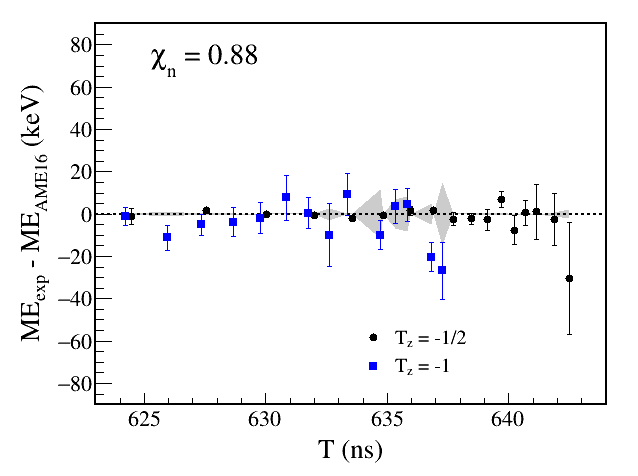 χn = 0.88
MEexp - MEAME16 (keV)
80
60
40
20
0
−20
−40
−60
−80
Tz = -1/2
Tz = -1
625
630
635
640
T (ns)